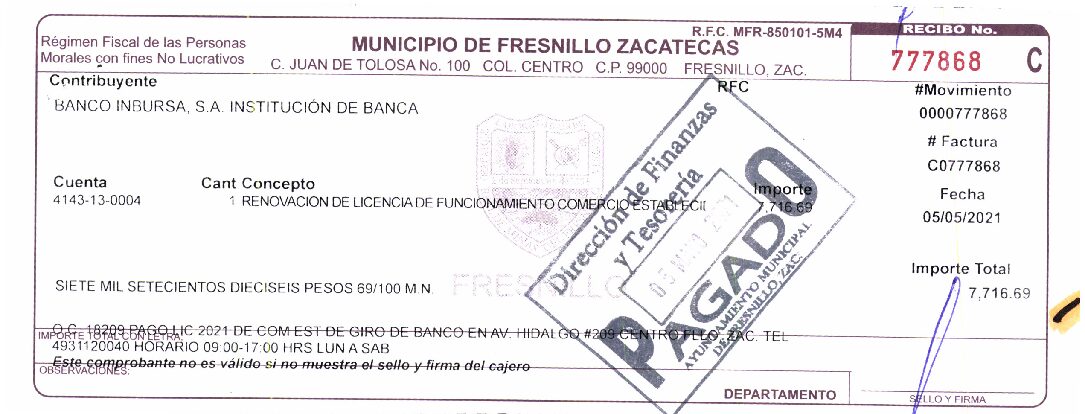 Régimen Fiscal de las Personas
Morales con fines No Lucrativos
R.F.C. MFR-850101-5M4
MUNICIPIO DE FRESNILLO ZACATECAS
C. JUAN DE TOLOSA No. 100 COL. CENTRO C.P. 99000 FRESNILLO, ZAC.
RECIBO No.
777868 C
Contribuyente
RFC
BANCO INBURSA, S.A. INSTITUCIÓN DE BANCA
#Movimiento
0000777868
# Factura
C0777868
Fecha
05/05/2021
Cuenta Cant Concepto Importe
4143-13-0004 1 RENOVACION DE LICENCIA DE FUNCIONAMIENTO COMERCIO ESTABLECI 7,716.69
Importe Total
7,716.69
FRESNILLO
SIETE MIL SETECIENTOS DIECISEIS PESOS 69/100 M.N.
O.C. 18209 PAGO LIC 2021 DE COM EST DE GIRO DE BANCO EN AV. HIDALGO #209 CENTRO FLLO, ZAC. TEL
IMPORTE TOTAL CON LETRA:
4931120040 HORARIO 09:00-17:00 HRS LUN A SAB
Este comprobante no es válido si no muestra el sello y firma del cajero
OBSERVACIONES:
DEPARTAMENTO
SELLO Y FIRMA
Dirección de Finanzas
y Tesorería
PAGADO
AYUNTAMIENTO MUNICIPAL
DE FRESNILLO, ZAC.